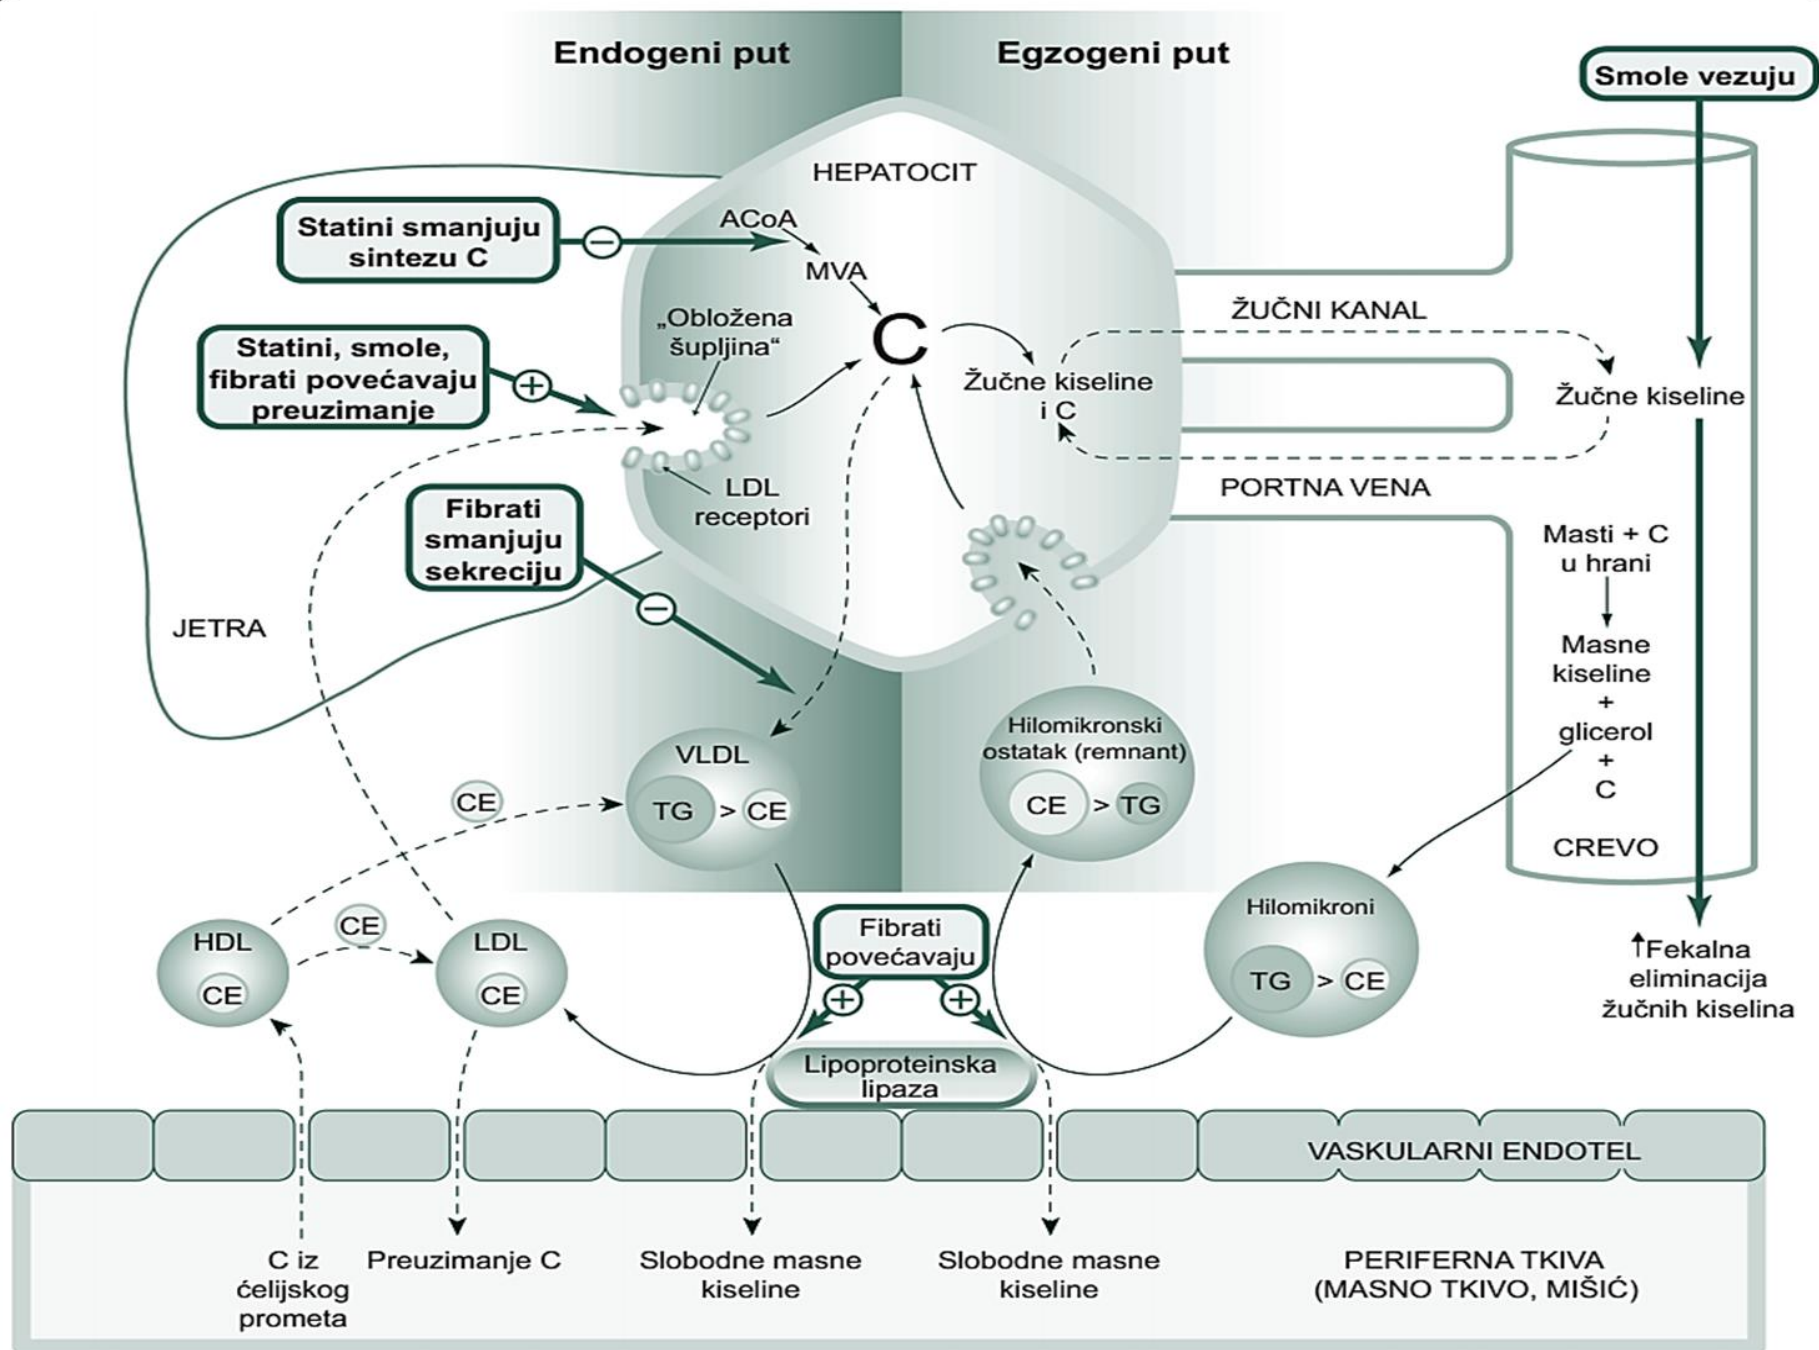 Endogeni put
Egzogeni put
Smole vezuju
HEPATOCIT
Statini smanjuju
sintezu C
ACoA
MVA
C
„Obložena
šupljina“
Statini, smole,
fibrati povećavaju
preuzimanje
Žučne kiseline
i C
ŽUČNI KANAL
Žučne kiseline
PORTNA VENA
LDL
receptori
Fibrati
smanjuju
sekreciju
JETRA
Masti + C
u hrani
Masne
kiseline
+
glicerol
+
C
CREVO
VLDL
TG > CE
Hilomikronski
ostatak (remnant)
CE > TG
CE
CE
HDL
CE
LDL
CE
Fibrati
povećavaju
Hilomikroni
TG > CE
↑Fekalna
eliminacija
žučnih kiselina
Lipoproteinska
lipaza
VASKULARNI ENDOTEL
C iz
ćelijskog
prometa
Preuzimanje C
Slobodne masne
kiseline
Slobodne masne
kiseline
PERIFERNA TKIVA
(MASNO TKIVO, MIŠIĆ)